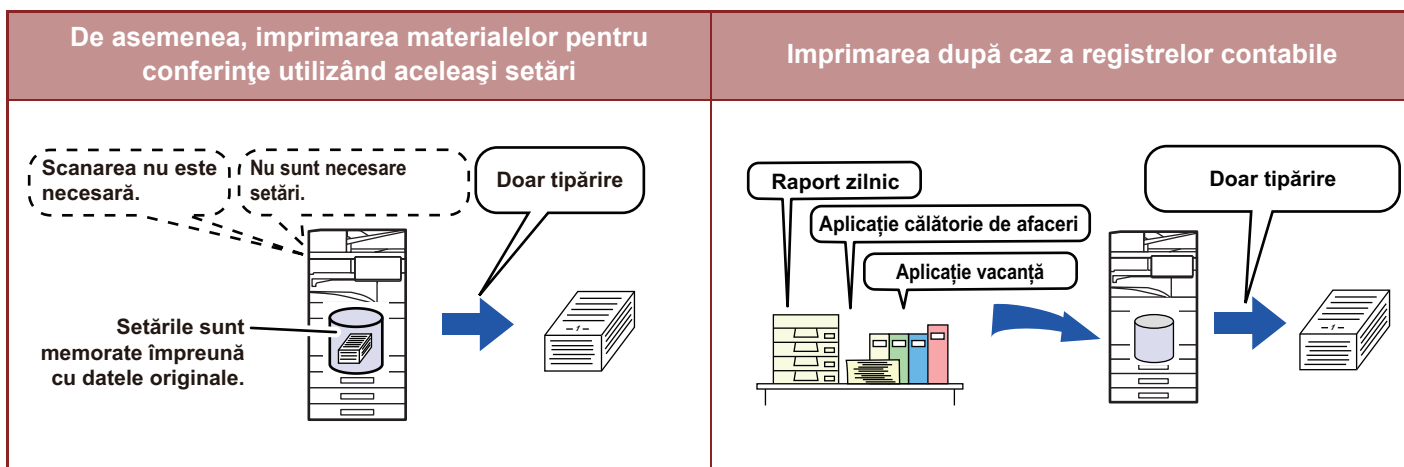 De asemenea, imprimarea materialelor pentru
conferinţe utilizând aceleaşi setări
Imprimarea după caz a registrelor contabile
Scanarea nu este
necesară.
Nu sunt necesare
setări.
Doar tipărire
Setările sunt
memorate împreună
cu datele originale.
-1-
Raport zilnic
Aplicație călătorie de afaceri
Aplicație vacanță
Doar tipărire
-1-